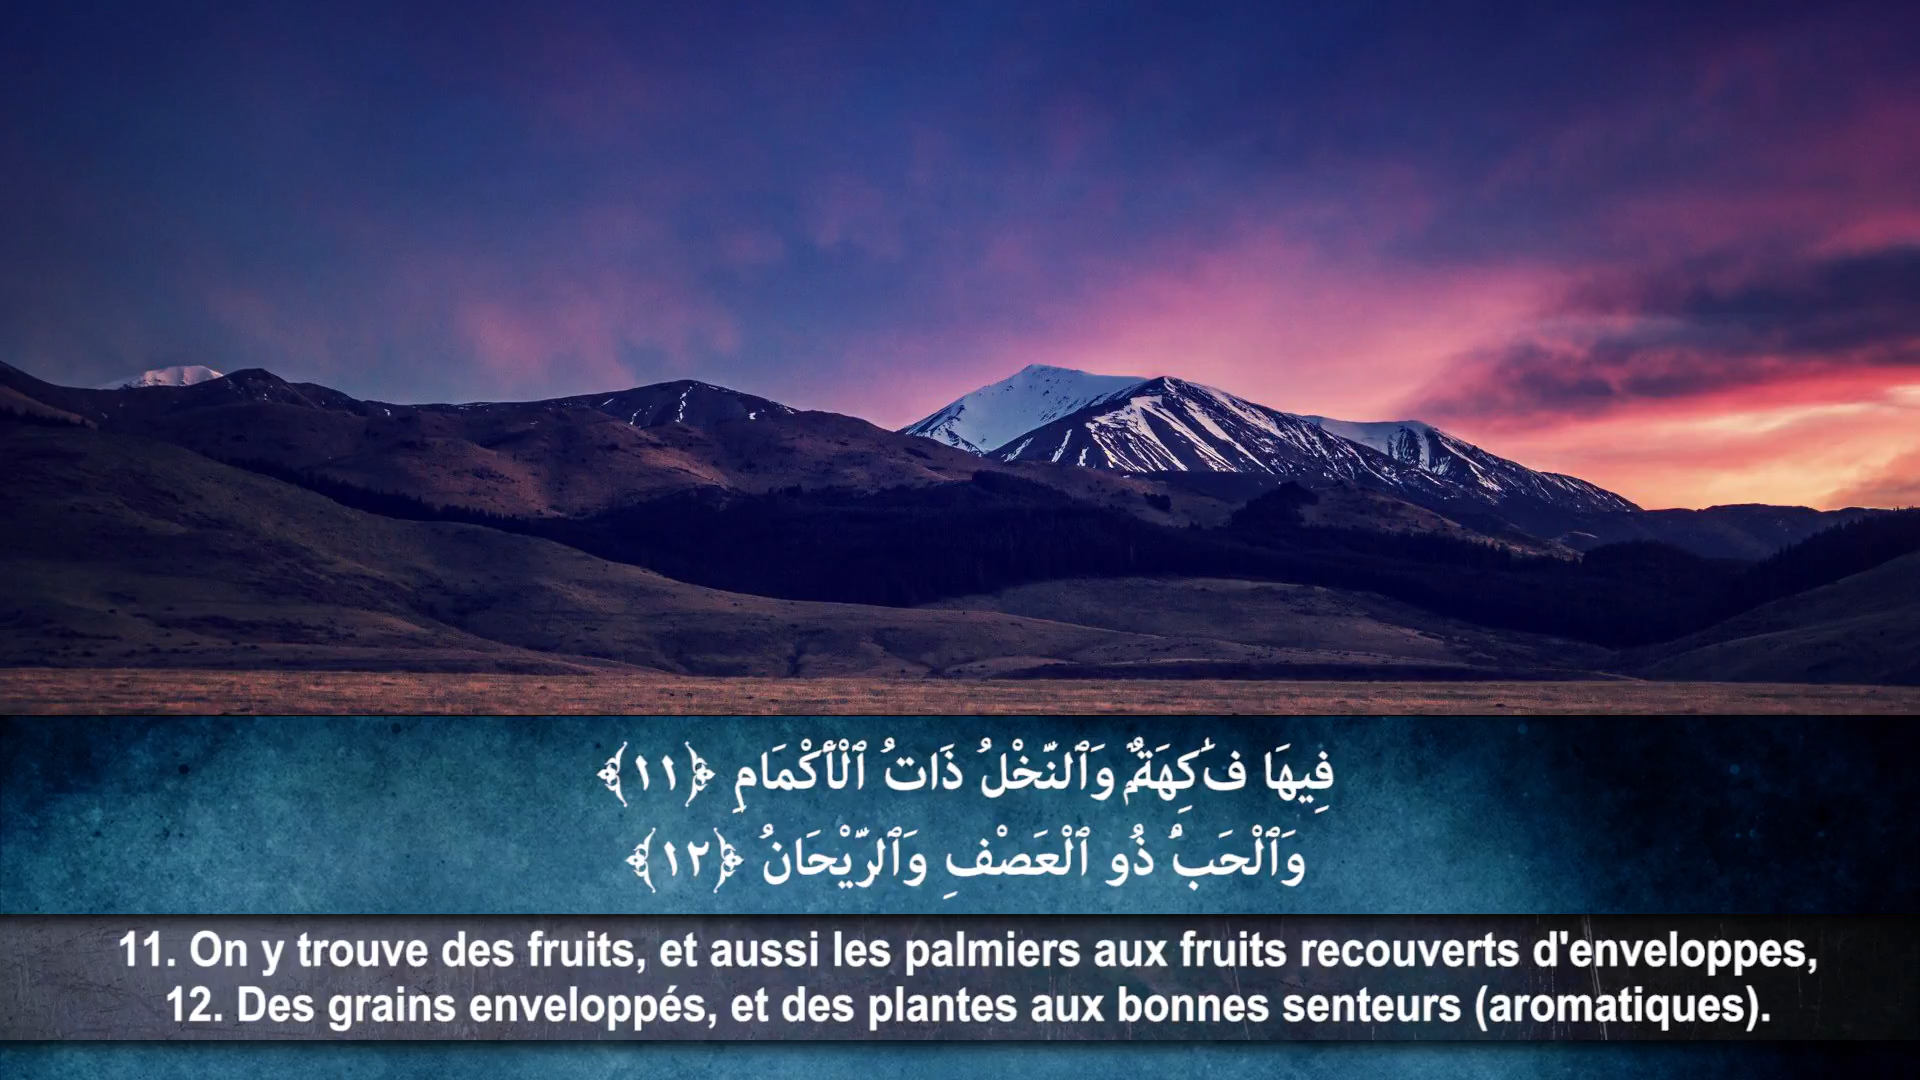 فِيهَا فَـٰكِهَةٌ وَٱلنَّخْلُ ذَاتُ ٱلْأَكْمَامِ ﴿١١﴾
وَٱلْحَبُّ ذُو ٱلْعَصْفِ وَٱلرَّيْحَانُ ﴿١٢﴾
11. On y trouve des fruits, et aussi les palmiers aux fruits recouverts d'enveloppes,
12. Des grains enveloppés, et des plantes aux bonnes senteurs (aromatiques).